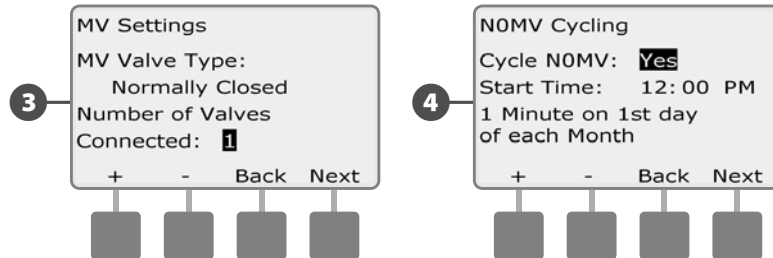 3
MV Settings
MV Valve Type:
Normally Closed
Number of Valves
Connected: 1
+ - Back Next
4
N0MV Cycling
Cycle N0MV: Yes
Start Time: 12:00 PM
1 Minute on 1st day
of each Month
+ - Back Next